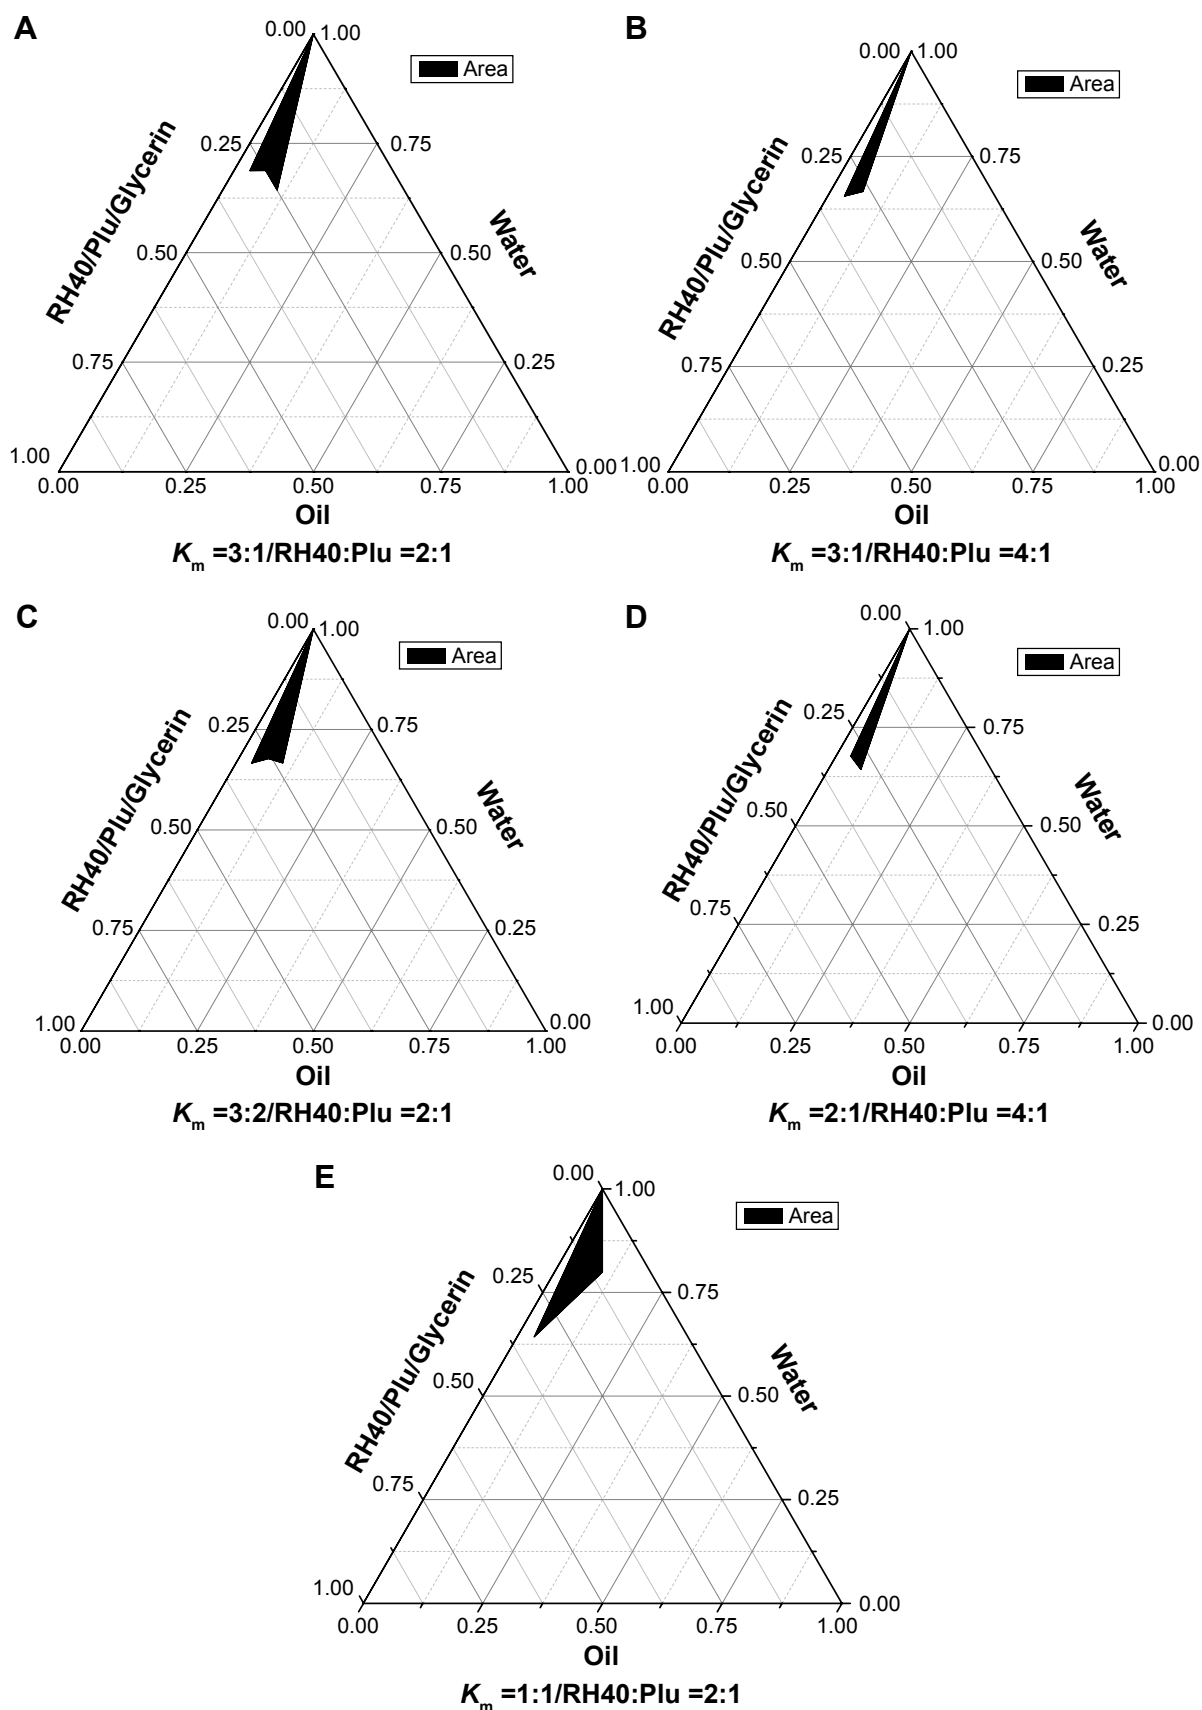 A
0.00 1.00
Area
0.25 0.75
RH40/Plu/Glycerin
Water
0.50 0.50
0.75 0.25
1.00 0.00
0.00 0.25 0.50 0.75 1.00
Oil
Km =3:1/RH40:Plu =2:1
B
0.00 1.00
Area
0.25 0.75
RH40/Plu/Glycerin
Water
0.50 0.50
0.75 0.25
1.00 0.00
0.00 0.25 0.50 0.75 1.00
Oil
Km =3:1/RH40:Plu =4:1
C
0.00 1.00
Area
0.25 0.75
RH40/Plu/Glycerin
Water
0.50 0.50
0.75 0.25
1.00 0.00
0.00 0.25 0.50 0.75 1.00
Oil
Km =3:2/RH40:Plu =2:1
D
0.00 1.00
Area
0.25 0.75
RH40/Plu/Glycerin
Water
0.50 0.50
0.75 0.25
1.00 0.00
0.00 0.25 0.50 0.75 1.00
Oil
Km =2:1/RH40:Plu =4:1
E
0.00 1.00
Area
0.25 0.75
RH40/Plu/Glycerin
Water
0.50 0.50
0.75 0.25
1.00 0.00
0.00 0.25 0.50 0.75 1.00
Oil
Km =1:1/RH40:Plu =2:1